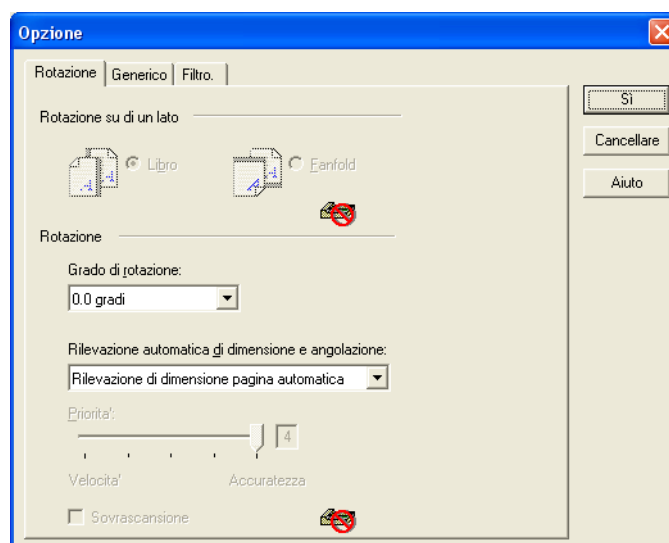 Opzione
Rotazione Generico Filtro.
Sì
Cancellare
Aiuto
Rotazione su di un lato
Libro Fanfold
Rotazione
Grado di rotazione:
0.0 gradi
Rilevazione automatica di dimensione e angolazione:
Rilevazione di dimensione pagina automatica
Priorita':
4
Velocita' Accuratezza
Sovrascansione